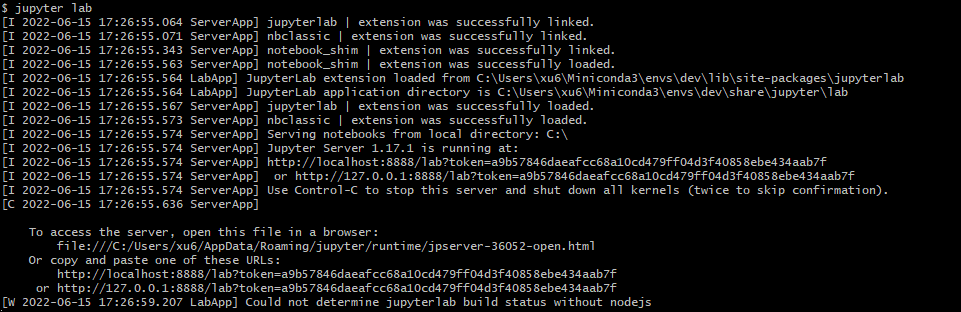 $ jupyter lab
[I 2022-06-15 17:26:55.064 ServerApp] jupyterlab | extension was successfully linked.
[I 2022-06-15 17:26:55.071 ServerApp] nbclassic | extension was successfully linked.
[I 2022-06-15 17:26:55.343 ServerApp] notebook_shim | extension was successfully linked.
[I 2022-06-15 17:26:55.563 ServerApp] notebook_shim | extension was successfully loaded.
[I 2022-06-15 17:26:55.564 LabApp] JupyterLab extension loaded from C:\Users\xu6\Miniconda3\envs\dev\lib\site-packages\jupyterlab
[I 2022-06-15 17:26:55.564 LabApp] JupyterLab application directory is C:\Users\xu6\Miniconda3\envs\dev\share\jupyter\lab
[I 2022-06-15 17:26:55.567 ServerApp] jupyterlab | extension was successfully loaded.
[I 2022-06-15 17:26:55.573 ServerApp] nbclassic | extension was successfully loaded.
[I 2022-06-15 17:26:55.574 ServerApp] Serving notebooks from local directory: C:\
[I 2022-06-15 17:26:55.574 ServerApp] Jupyter Server 1.17.1 is running at:
[I 2022-06-15 17:26:55.574 ServerApp] http://localhost:8888/lab?token=a9b57846daeafcc68a10cd479ff04d3f40858ebe434aab7f
[I 2022-06-15 17:26:55.574 ServerApp]  or http://127.0.0.1:8888/lab?token=a9b57846daeafcc68a10cd479ff04d3f40858ebe434aab7f
[I 2022-06-15 17:26:55.574 ServerApp] Use Control-C to stop this server and shut down all kernels (twice to skip confirmation).
[C 2022-06-15 17:26:55.636 ServerApp]
To access the server, open this file in a browser:
file:///C:/Users/xu6/AppData/Roaming/jupyter/runtime/jpserver-36052-open.html
Or copy and paste one of these URLs:
http://localhost:8888/lab?token=a9b57846daeafcc68a10cd479ff04d3f40858ebe434aab7f
or http://127.0.0.1:8888/lab?token=a9b57846daeafcc68a10cd479ff04d3f40858ebe434aab7f
[W 2022-06-15 17:26:59.207 LabApp] Could not determine jupyterlab build status without nodejs